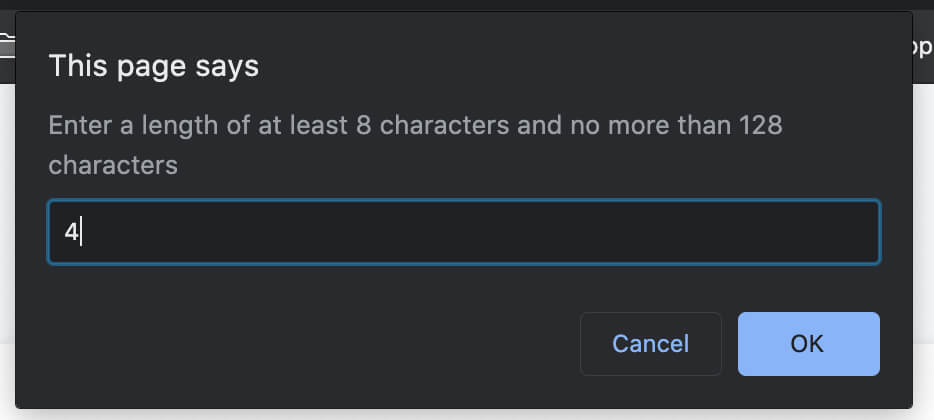 This page says
Enter a length of at least 8 characters and no more than 128
characters
4
Cancel
OK